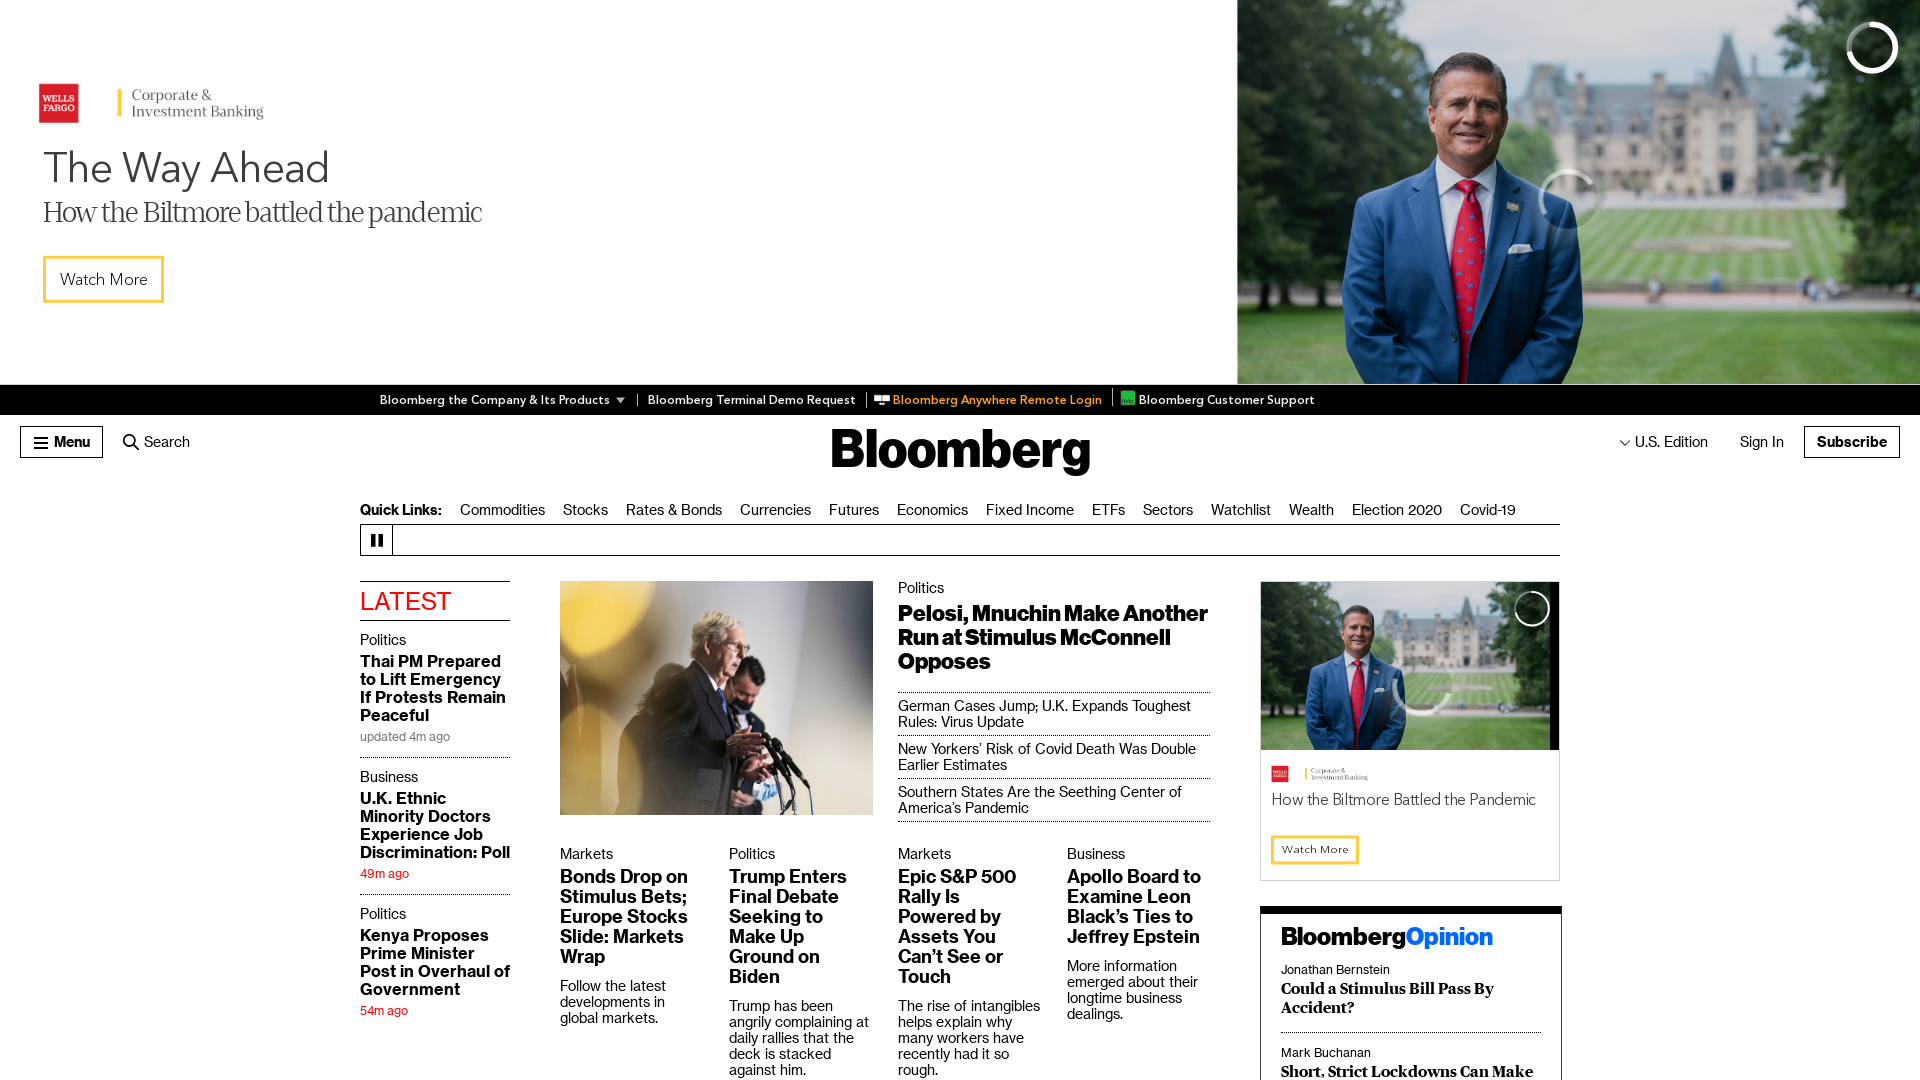 WELLS
FARGO
Corporate &
Investment Banking
The Way Ahead
How the Biltmore battled the pandemic
Watch More
Bloomberg the Company & Its Products
Bloomberg Terminal Demo Request
Bloomberg Anywhere Remote Login
Help
Bloomberg Customer Support
Menu
Search
Bloomberg
U.S. Edition
Sign In
Subscribe
Quick Links: Commodities Stocks Rates & Bonds Currencies Futures Economics Fixed Income ETFs Sectors Watchlist Wealth Election 2020 Covid-19
LATEST
Politics
Thai PM Prepared
to Lift Emergency
If Protests Remain
Peaceful
updated 4m ago
Business
U.K. Ethnic
Minority Doctors
Experience Job
Discrimination: Poll
49m ago
Politics
Kenya Proposes
Prime Minister
Post in Overhaul of
Government
54m ago
Politics
Pelosi, Mnuchin Make Another
Run at Stimulus McConnell
Opposes
German Cases Jump; U.K. Expands Toughest
Rules: Virus Update
New Yorkers’ Risk of Covid Death Was Double
Earlier Estimates
Southern States Are the Seething Center of
America’s Pandemic
Markets
Bonds Drop on
Stimulus Bets;
Europe Stocks
Slide: Markets
Wrap
Follow the latest
developments in
global markets.
Politics
Trump Enters
Final Debate
Seeking to
Make Up
Ground on
Biden
Trump has been
angrily complaining at
daily rallies that the
deck is stacked
against him.
Markets
Epic S&P 500
Rally Is
Powered by
Assets You
Can’t See or
Touch
The rise of intangibles
helps explain why
many workers have
recently had it so
rough.
Business
Apollo Board to
Examine Leon
Black’s Ties to
Jeffrey Epstein
More information
emerged about their
longtime business
dealings.
WELLS
FARGO
Corporate &
Investment Banking
How the Biltmore Battled the Pandemic
Watch More
BloombergOpinion
Jonathan Bernstein
Could a Stimulus Bill Pass By
Accident?
Mark Buchanan
Short, Strict Lockdowns Can Make